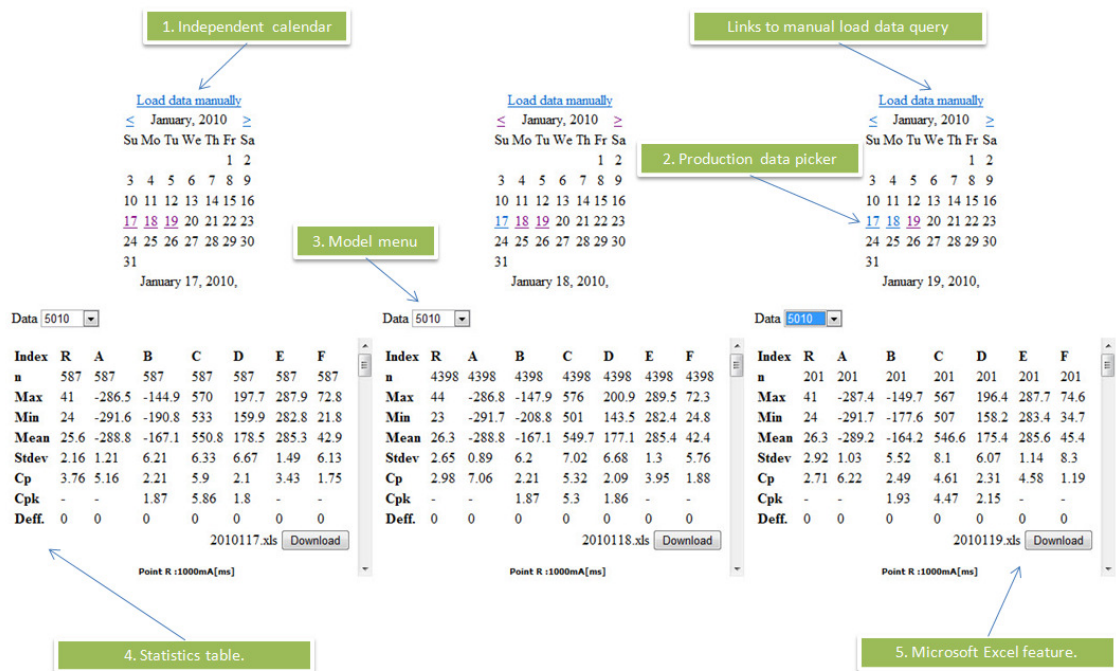 1. Independent calendar
Links to manual load data query
Load data manually
< January, 2010 >
Su Mo Tu We Th Fr Sa
1 2
3 4 5 6 7 8 9
10 11 12 13 14 15 16
17 18 19 20 21 22 23
24 25 26 27 28 29 30
31
January 17, 2010,
Load data manually
< January, 2010 >
Su Mo Tu We Th Fr Sa
1 2
3 4 5 6 7 8 9
10 11 12 13 14 15 16
17 18 19 20 21 22 23
24 25 26 27 28 29 30
31
January 18, 2010,
Load data manually
< January, 2010 >
Su Mo Tu We Th Fr Sa
1 2
3 4 5 6 7 8 9
10 11 12 13 14 15 16
17 18 19 20 21 22 23
24 25 26 27 28 29 30
31
January 19, 2010,
2. Production data picker
3. Model menu
Data 5010
Index R A B C D E F
n 587 587 587 587 587 587 587
Max 41 -286.5 -144.9 570 197.7 287.9 72.8
Min 24 -291.6 -190.8 533 159.9 282.8 21.8
Mean 25.6 -288.8 -167.1 550.8 178.5 285.3 42.9
Stdev 2.16 1.21 6.21 6.33 6.67 1.49 6.13
Cp 3.76 5.16 2.21 5.9 2.1 3.43 1.75
Cpk - - 1.87 5.86 1.8 - -
Deff. 0 0 0 0 0 0 0
2010117.xls Download
Point R :1000mA[ms]
Data 5010
Index R A B C D E F
n 4398 4398 4398 4398 4398 4398 4398
Max 44 -286.8 -147.9 576 200.9 289.5 72.3
Min 23 -291.7 -208.8 501 143.5 282.4 24.8
Mean 26.3 -288.8 -167.1 549.7 177.1 285.4 42.4
Stdev 2.65 0.89 6.2 7.02 6.68 1.3 5.76
Cp 2.98 7.06 2.21 5.32 2.09 3.95 1.88
Cpk - - 1.87 5.3 1.86 - -
Deff. 0 0 0 0 0 0 0
2010118.xls Download
Point R :1000mA[ms]
Data 5010
Index R A B C D E F
n 201 201 201 201 201 201 201
Max 41 -287.4 -149.7 567 196.4 287.7 74.6
Min 24 -291.7 -177.6 507 158.2 283.4 34.7
Mean 26.3 -289.2 -164.2 546.6 175.4 285.6 45.4
Stdev 2.92 1.03 5.52 8.1 6.07 1.14 8.3
Cp 2.71 6.22 2.49 4.61 2.31 4.58 1.19
Cpk - - 1.93 4.47 2.15 - -
Deff. 0 0 0 0 0 0 0
2010119.xls Download
Point R :1000mA[ms]
4. Statistics table.
5. Microsoft Excel feature.